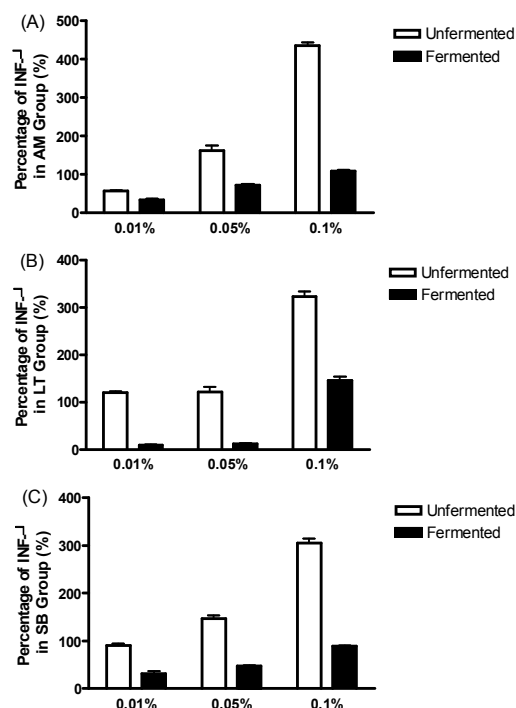 (A)
500
400
300
200
100
0
Percentage of INF-┘
in AM Group (%)
Unfermented
Fermented
0.01% 0.05% 0.1%
(B)
400
300
200
100
0
Percentage of INF-┘
in LT Group (%)
Unfermented
Fermented
0.01% 0.05% 0.1%
(C)
400
300
200
100
0
Percentage of INF-┘
in SB Group (%)
Unfermented
Fermented
0.01% 0.05% 0.1%